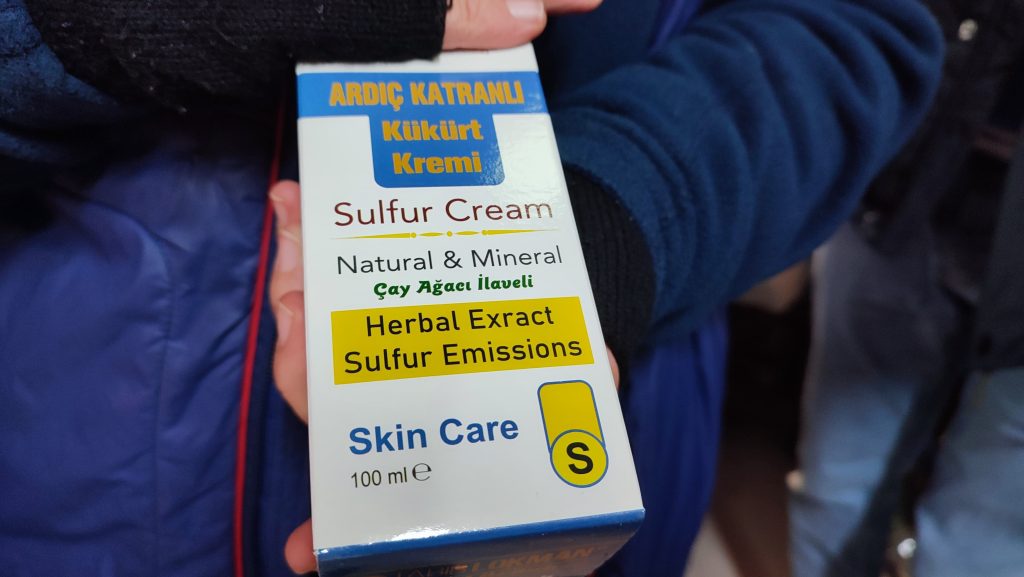 ARDIÇ KATRANLI
Kükürt
Kremi
Sulfur Cream
Natural & Mineral
Çay Ağacı İlaveli
Herbal Exract
Sulfur Emissions
Skin Care
100 ml ℮
S
LOKMAN